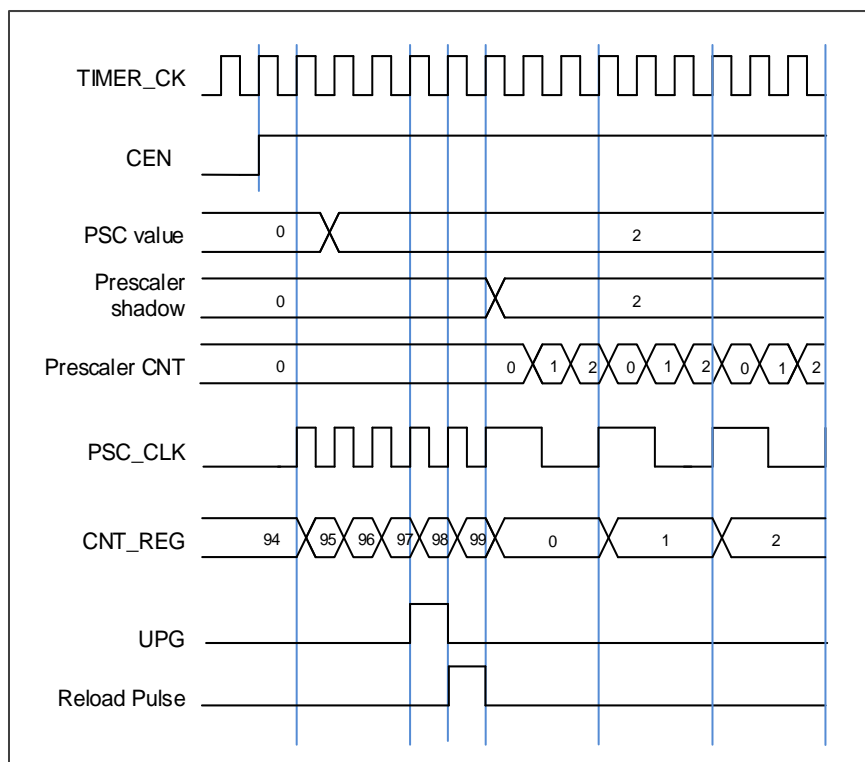 TIMER_CK
CEN
PSC value 0 2
Prescaler
shadow 0 2
Prescaler CNT 0 0 1 2 0 1 2 0 1 2
PSC_CLK
CNT_REG 94 95 96 97 98 99 0 1 2
UPG
Reload Pulse